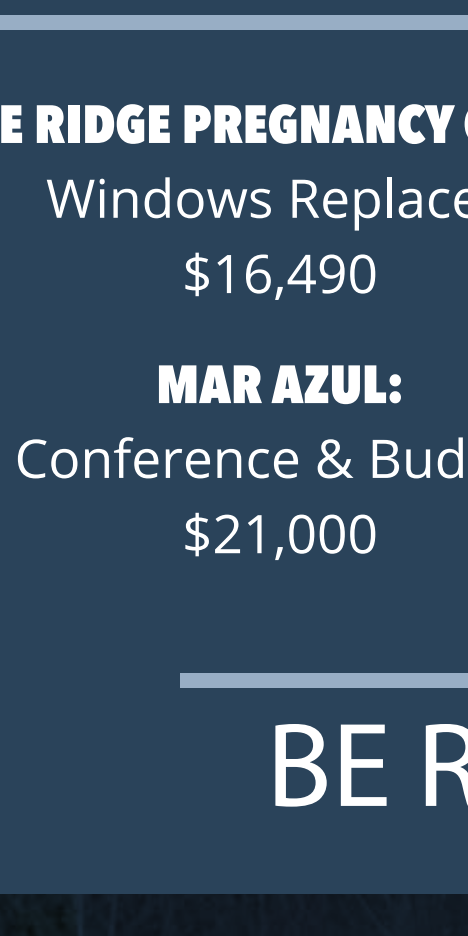 E RIDGE PREGNANCY
Windows Replace
$16,490
MAR AZUL:
Conference & Bud
$21,000
BE R